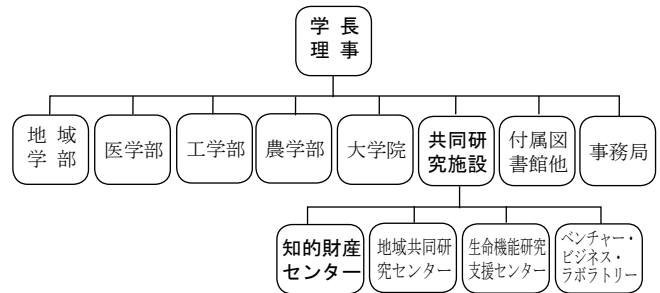 学 長
理 事
地 域
学 部
医学部
工学部
農学部
大学院
共同研
究施設
付属図
書館他
事務局
知的財産
センター
地域共同研
究センター
生命機能研究
支援センター
ベンチャー・
ビジネス・
ラボラトリー